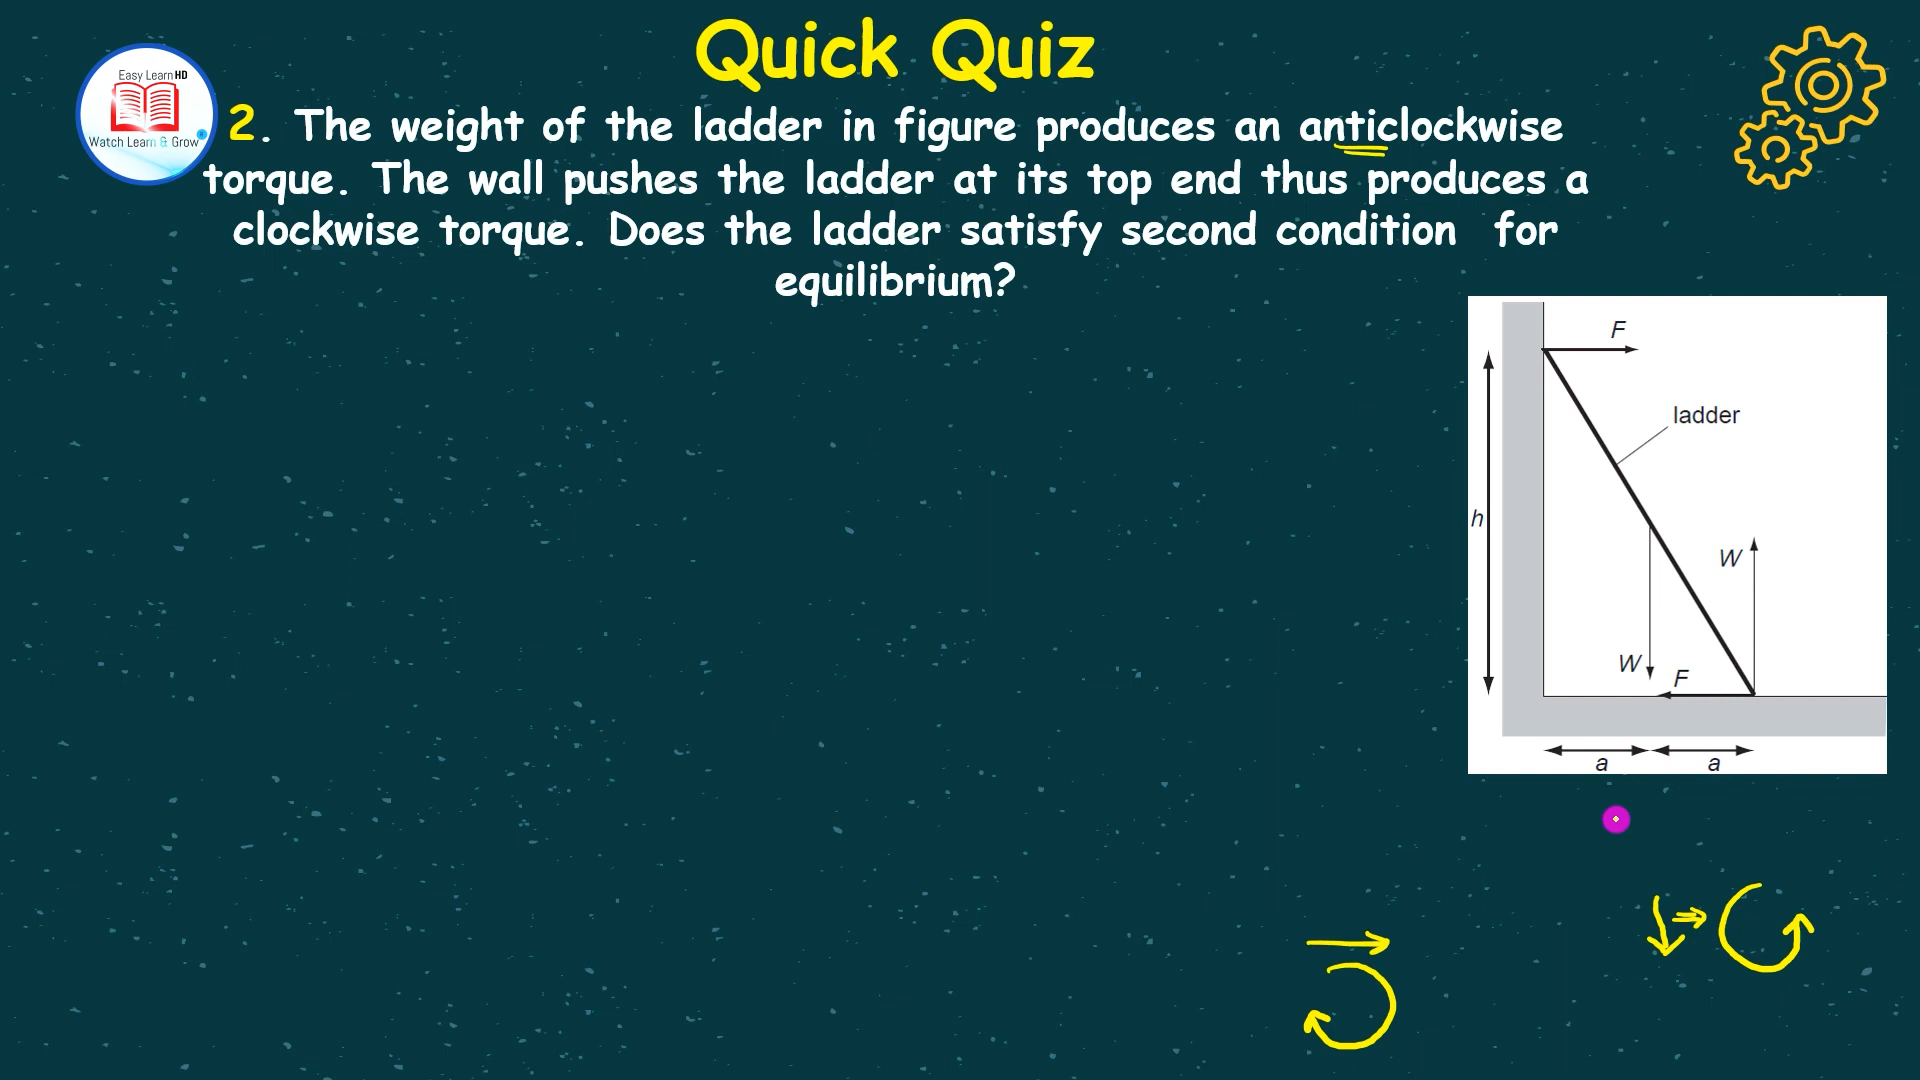 Quick Quiz
Easy Learn HD
Watch Learn & Grow
2. The weight of the ladder in figure produces an anticlockwise
torque. The wall pushes the ladder at its top end thus produces a
clockwise torque. Does the ladder satisfy second condition for
equilibrium?
F
ladder
h
W
W
F
a
a